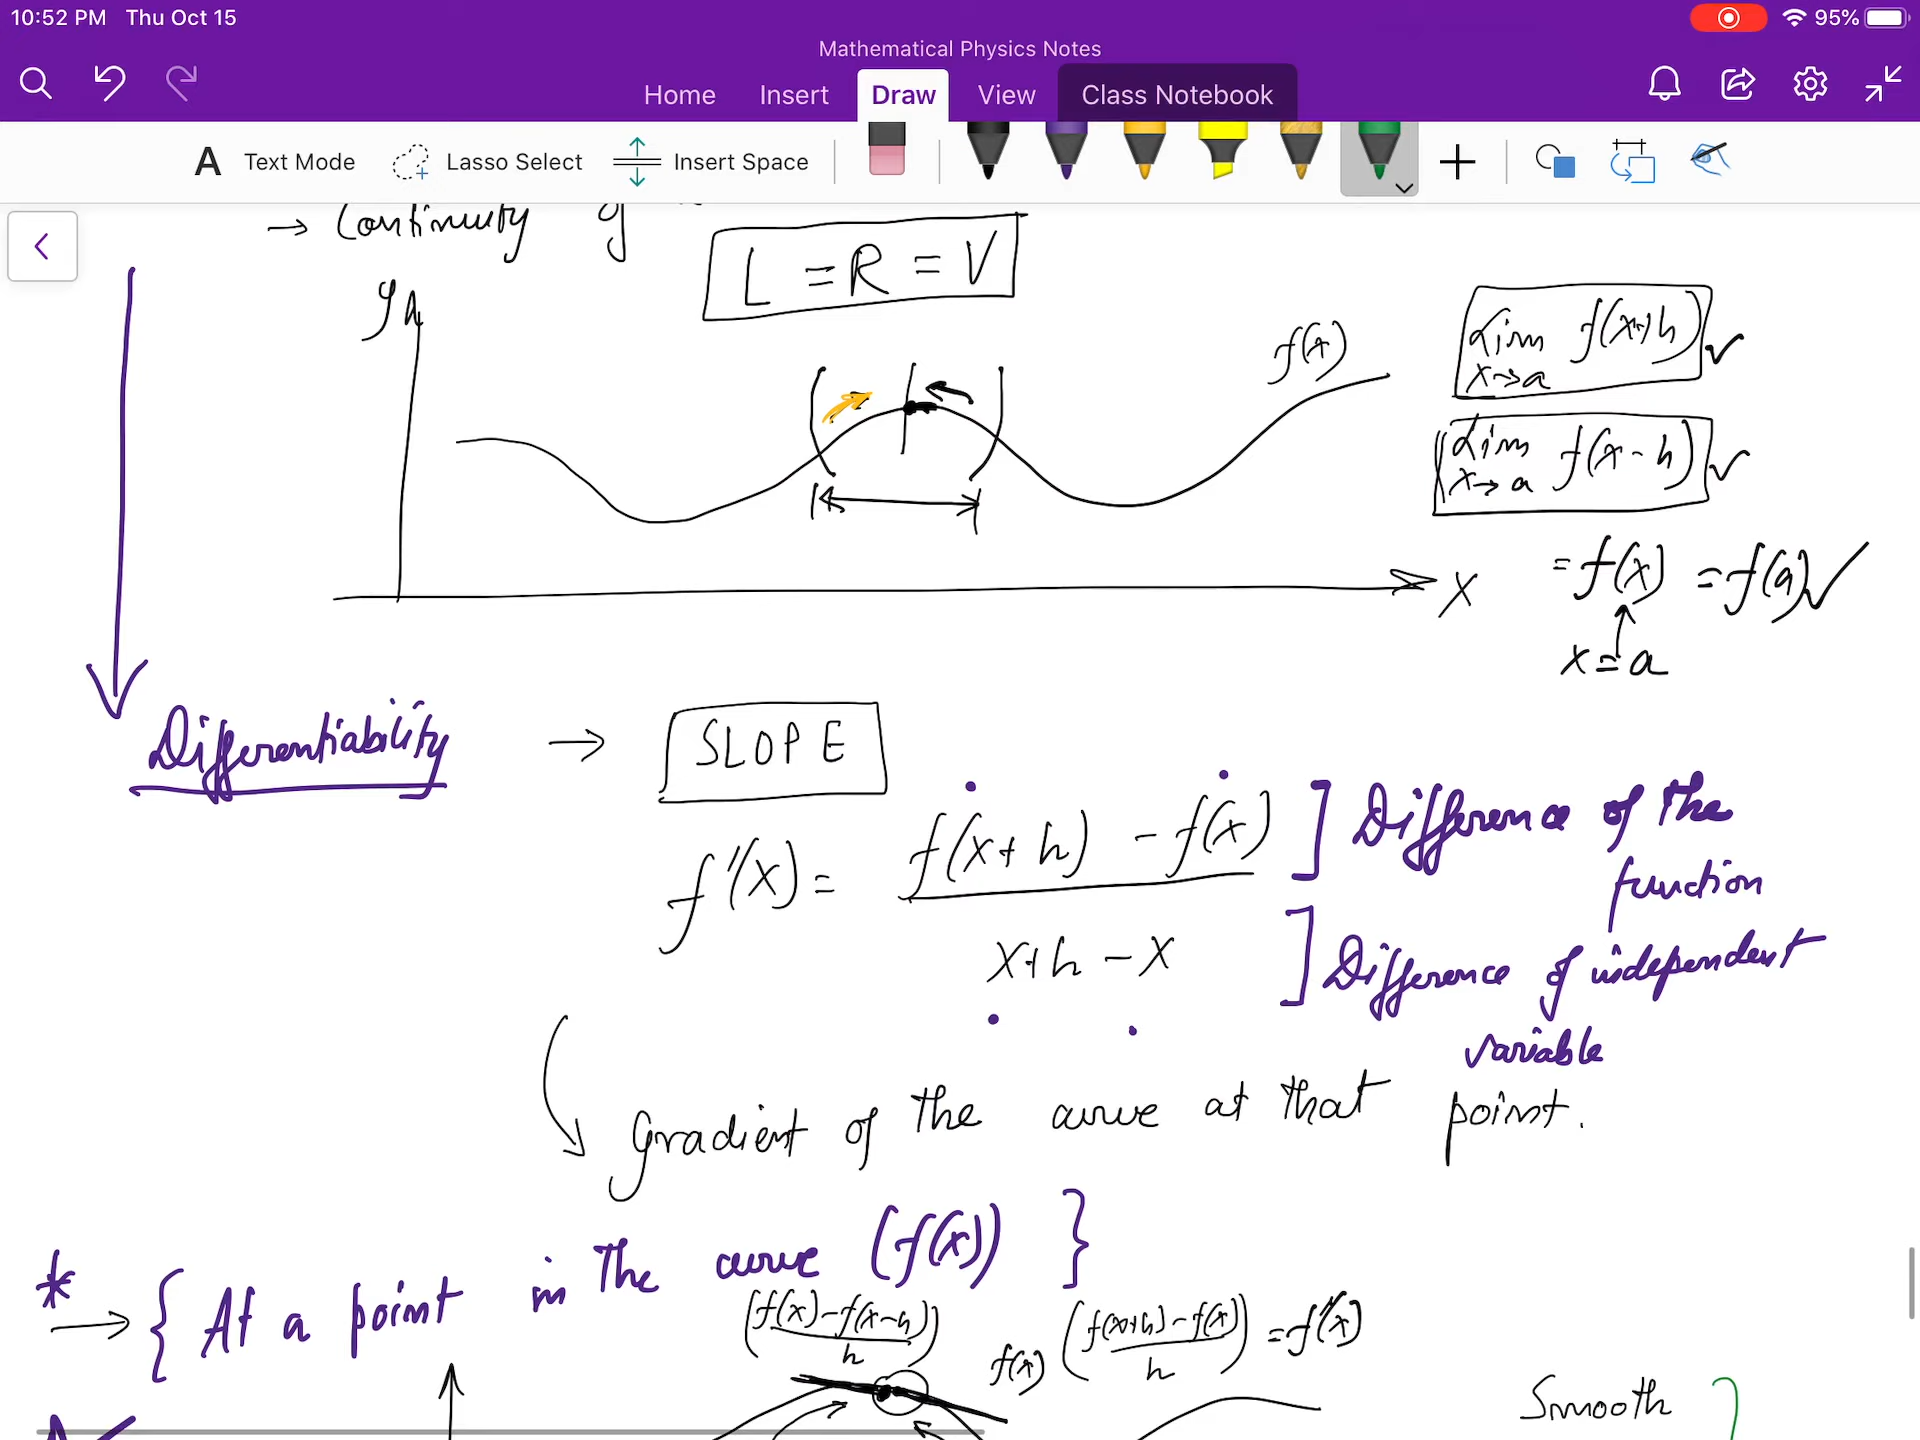 10:52 PM Thu Oct 15
95%
Mathematical Physics Notes
Home Insert Draw View Class Notebook
A Text Mode Lasso Select Insert Space
→ Continuity
L = R = V
y
f(x)
Lim x→a f(x+h) ✓
Lim x→a f(x-h) ✓
= f(x) = f(a) ✓
x = a
X
Differentiability → SLOPE
f'(x) = f(x+h) - f(x) ] Difference of the
function
x+h - x ] Difference of independent
variable
Gradient of the curve at that point.
* → { At a point in the curve (f(x)) }
(f(x)-f(x-h) / h) f(x) (f(x+h)-f(x) / h) = f'(x)
Smooth